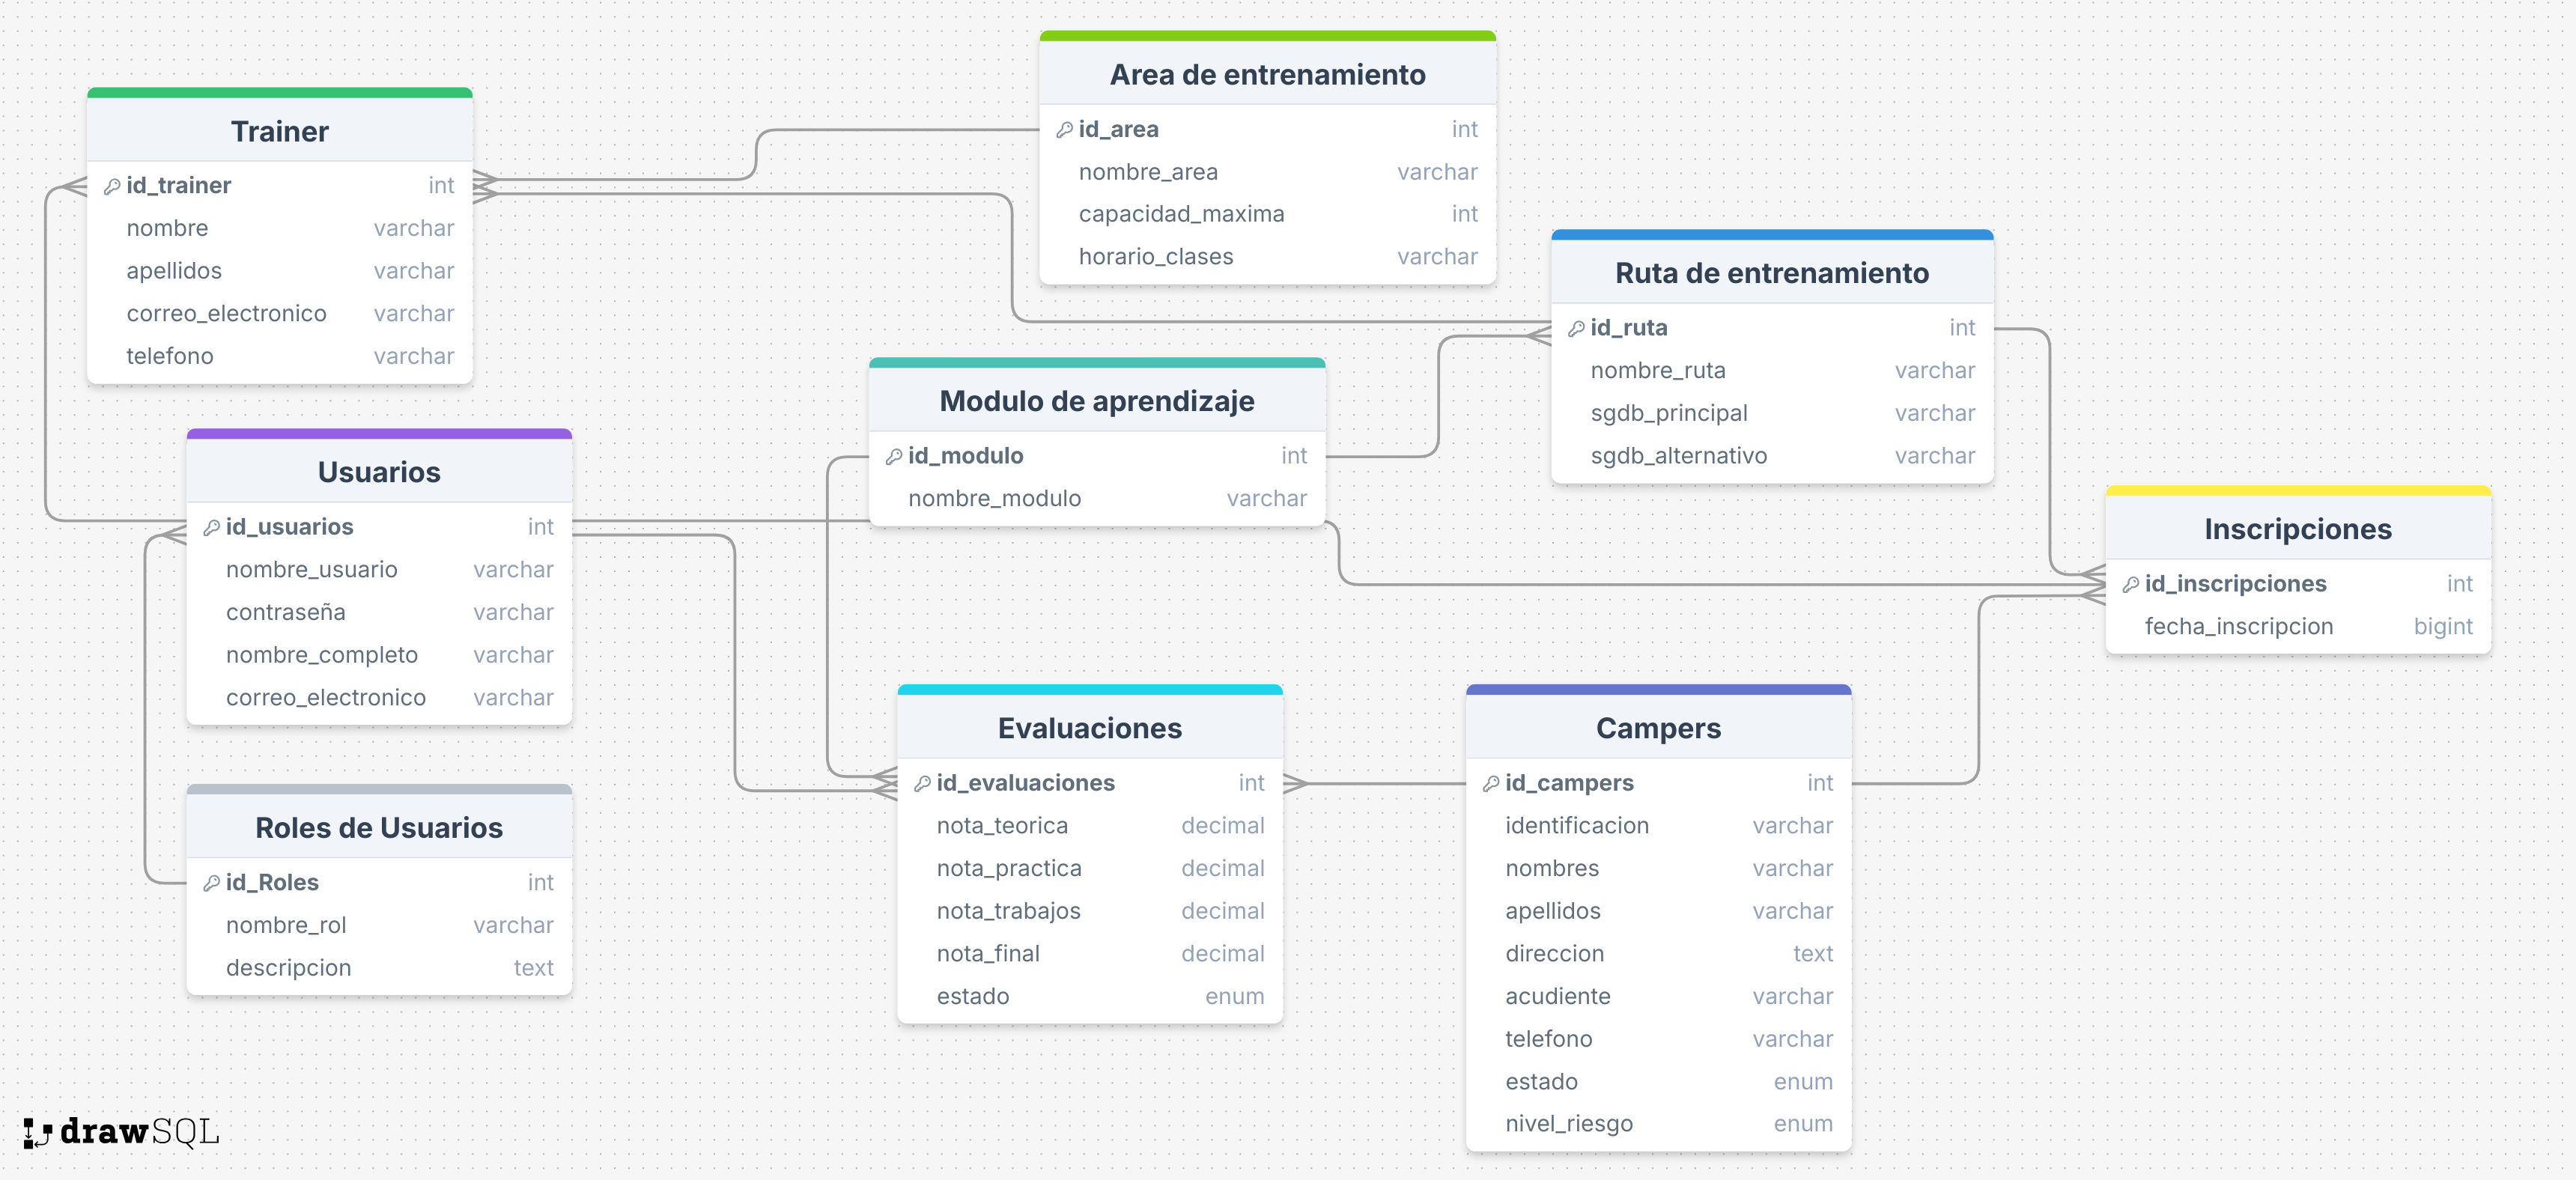 Area de entrenamiento
id_area int
nombre_area varchar
capacidad_maxima int
horario_clases varchar
Trainer
id_trainer int
nombre varchar
apellidos varchar
correo_electronico varchar
telefono varchar
Ruta de entrenamiento
id_ruta int
nombre_ruta varchar
sgdb_principal varchar
sgdb_alternativo varchar
Modulo de aprendizaje
id_modulo int
nombre_modulo varchar
Usuarios
id_usuarios int
nombre_usuario varchar
contraseña varchar
nombre_completo varchar
correo_electronico varchar
Inscripciones
id_inscripciones int
fecha_inscripcion bigint
Evaluaciones
id_evaluaciones int
nota_teorica decimal
nota_practica decimal
nota_trabajos decimal
nota_final decimal
estado enum
Campers
id_campers int
identificacion varchar
nombres varchar
apellidos varchar
direccion text
acudiente varchar
telefono varchar
estado enum
nivel_riesgo enum
Roles de Usuarios
id_Roles int
nombre_rol varchar
descripcion text
drawSQL